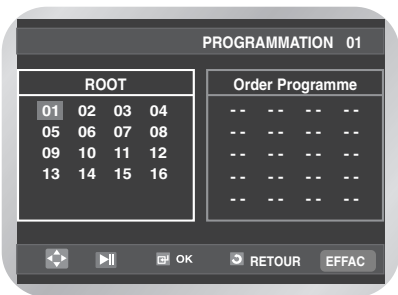 PROGRAMMATION 01
ROOT
01 02 03 04
05 06 07 08
09 10 11 12
13 14 15 16
Order Programme
-- -- -- --
-- -- -- --
-- -- -- --
-- -- -- --
-- -- -- --
OK RETOUR EFFAC